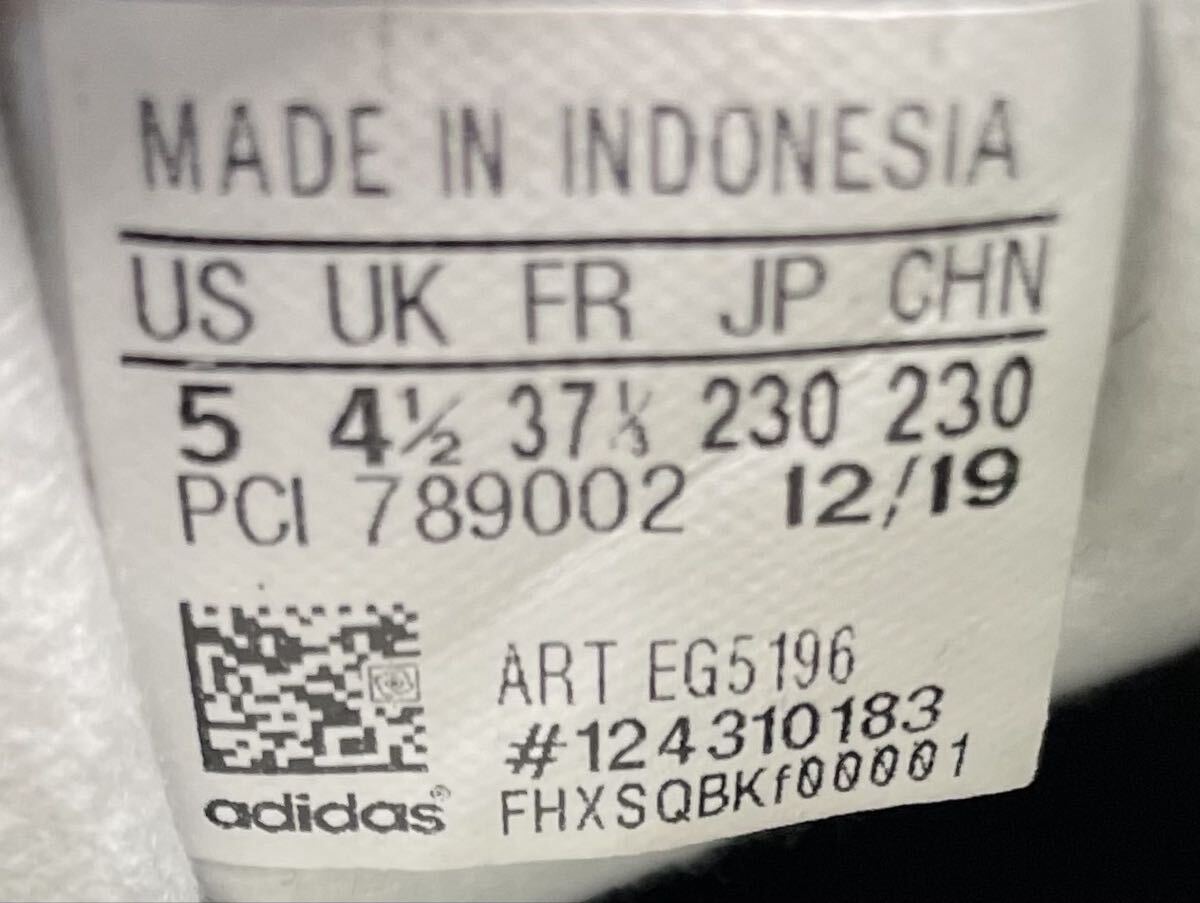 MADE IN INDONESIA
US UK FR JP CHN
5 4½ 37⅓ 230 230
PCI 789002 12/19
ART EG5196
#124310183
adidas® FHXSQBKf00001